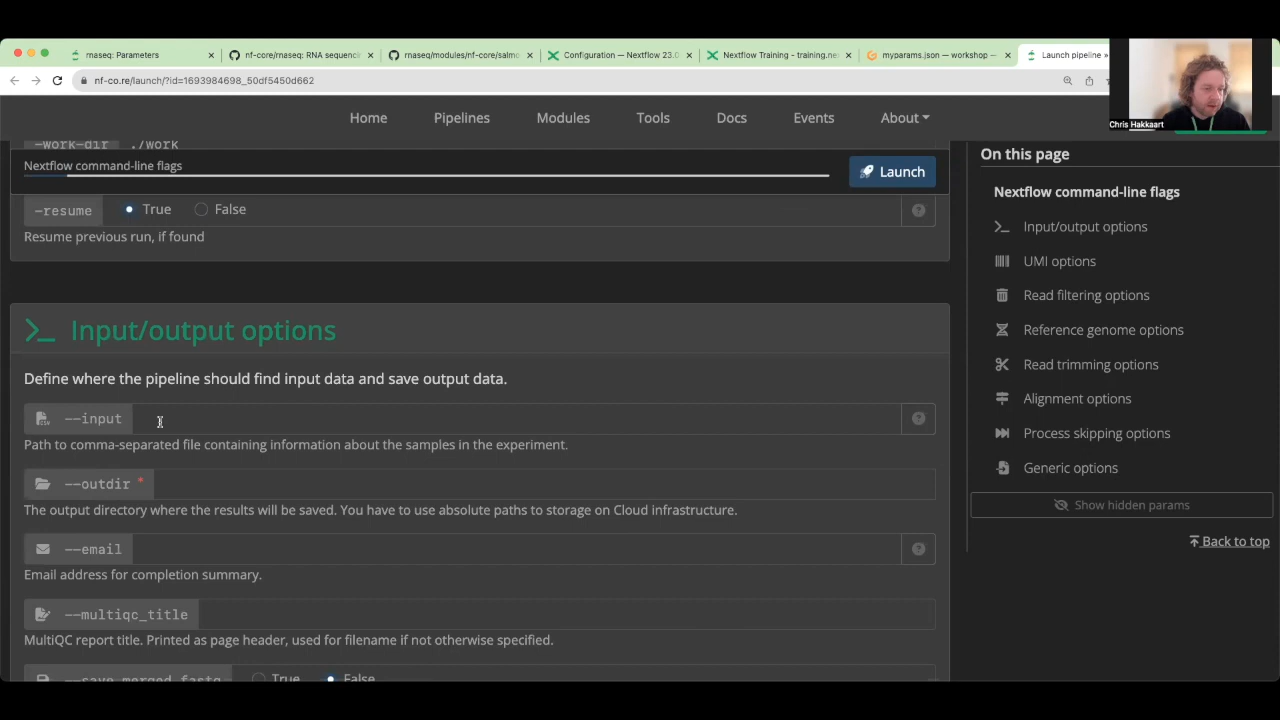 rnaseq: Parameters
nf-core/rnaseq: RNA sequencin
rnaseq/modules/nf-core/salmo
Configuration — Nextflow 23.0
Nextflow Training - training.ne
myparams.json — workshop —
Launch pipeline »
nf-co.re/launch/?id=1693984698_50df5450d662
Chris Hakkaart
Home Pipelines Modules Tools Docs Events About
-work-dir ./work
Nextflow command-line flags
Launch
-resume True False
Resume previous run, if found
Input/output options
Define where the pipeline should find input data and save output data.
--input
Path to comma-separated file containing information about the samples in the experiment.
--outdir *
The output directory where the results will be saved. You have to use absolute paths to storage on Cloud infrastructure.
--email
Email address for completion summary.
--multiqc_title
MultiQC report title. Printed as page header, used for filename if not otherwise specified.
--save_merged_fastq True False
On this page
Nextflow command-line flags
Input/output options
UMI options
Read filtering options
Reference genome options
Read trimming options
Alignment options
Process skipping options
Generic options
Show hidden params
Back to top